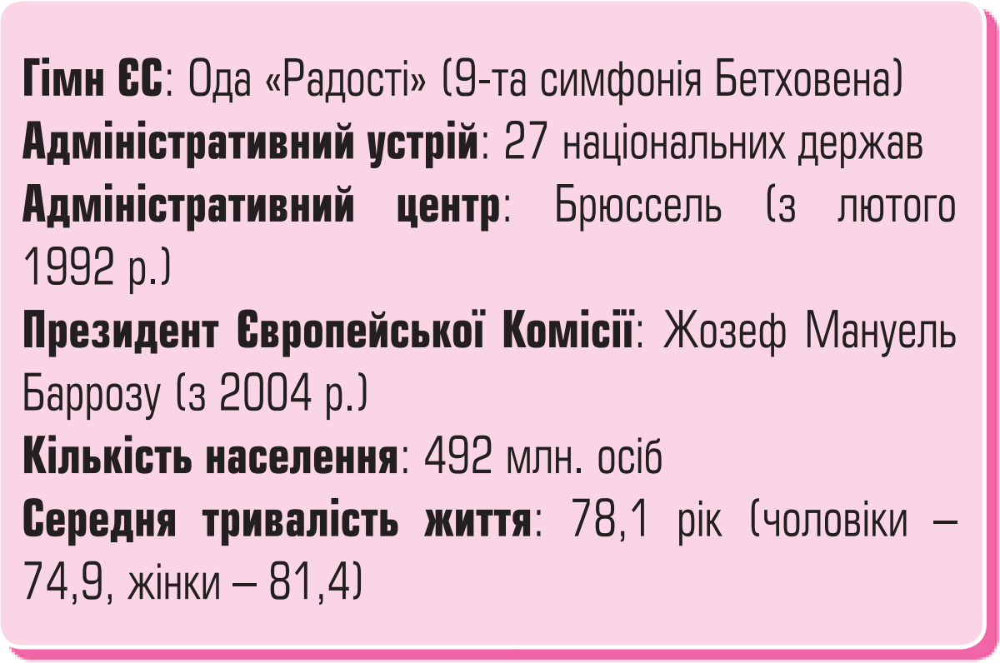 Гімн ЄС: Ода «Радості» (9-та симфонія Бетховена)
Адміністративний устрій: 27 національних держав
Адміністративний центр: Брюссель (з лютого
1992 р.)
Президент Європейської Комісії: Жозеф Мануель
Баррозу (з 2004 р.)
Кількість населення: 492 млн. осіб
Середня тривалість життя: 78,1 рік (чоловіки –
74,9, жінки – 81,4)